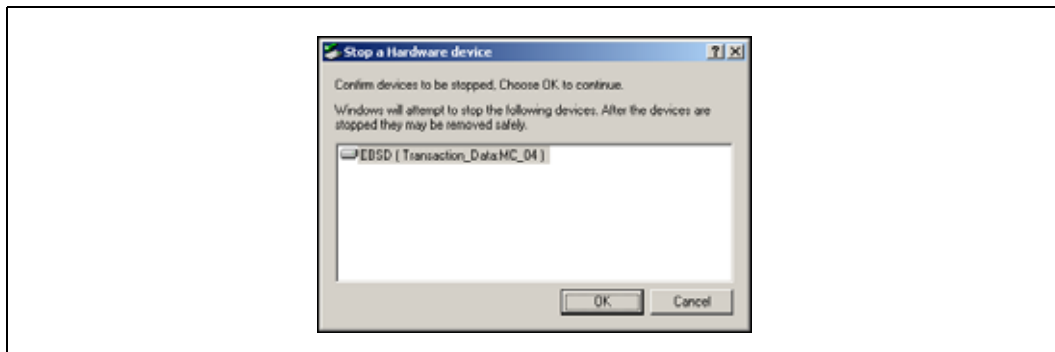 Stop a Hardware device
Confirm devices to be stopped, Choose OK to continue.
Windows will attempt to stop the following devices. After the devices are
stopped they may be removed safely.
EBSD ( Transaction_Data:MC_04 )
OK
Cancel